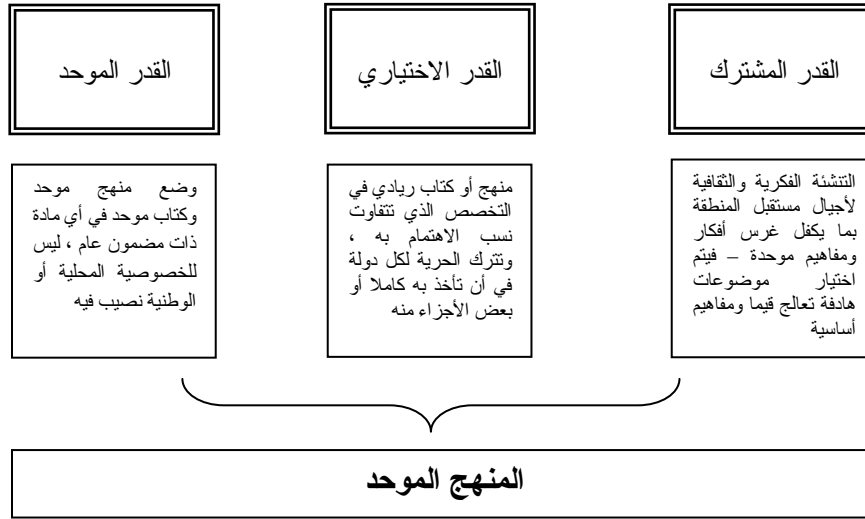 القدر المشترك
القدر الاختياري
القدر الموحد
التنشئة الفكرية والثقافية
لأجيال مستقبل المنطقة
بما يكفل غرس أفكار
ومفاهيم موحدة – فيتم
اختيار موضوعات
هادفة تعالج قيما ومفاهيم
أساسية
منهج أو كتاب ريادي في
التخصص الذي تتفاوت
نسب الاهتمام به ،
وتترك الحرية لكل دولة
في أن تأخذ به كاملا أو
بعض الأجزاء منه
وضع منهج موحد
وكتاب موحد في أي مادة
ذات مضمون عام ، ليس
للخصوصية المحلية أو
الوطنية نصيب فيه
المنهج الموحد